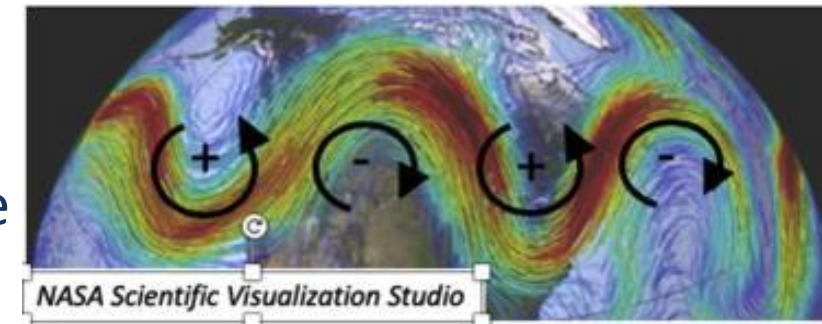 + - + -
e
NASA Scientific Visualization Studio